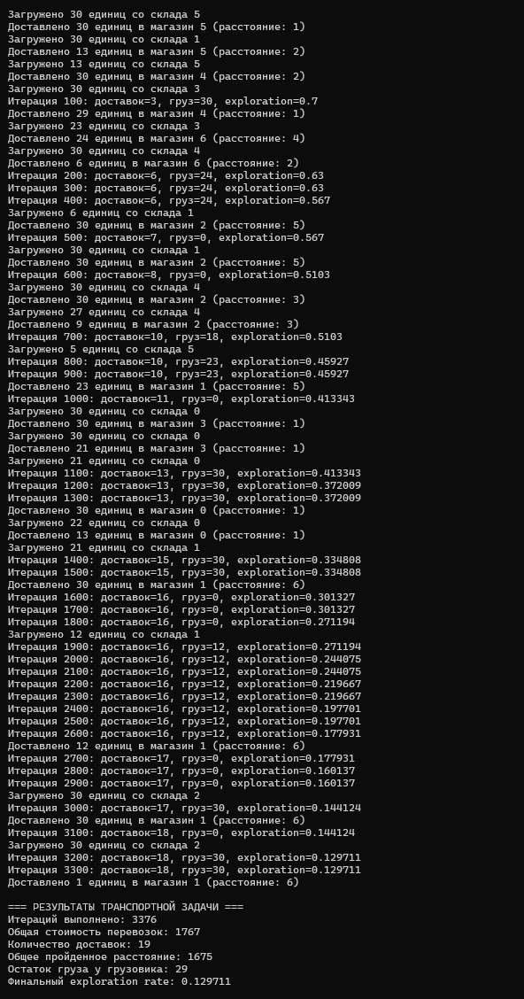 Загружено 30 единиц со склада 5
Доставлено 30 единиц в магазин 5 (расстояние: 1)
Загружено 30 единиц со склада 1
Доставлено 13 единиц в магазин 5 (расстояние: 2)
Загружено 13 единиц со склада 5
Доставлено 30 единиц в магазин 4 (расстояние: 2)
Загружено 30 единиц со склада 3
Итерация 100: доставок=3, груз=30, exploration=0.7
Доставлено 29 единиц в магазин 4 (расстояние: 1)
Загружено 23 единиц со склада 3
Доставлено 24 единиц в магазин 6 (расстояние: 4)
Загружено 30 единиц со склада 4
Доставлено 6 единиц в магазин 6 (расстояние: 2)
Итерация 200: доставок=6, груз=24, exploration=0.63
Итерация 300: доставок=6, груз=24, exploration=0.63
Итерация 400: доставок=6, груз=24, exploration=0.567
Загружено 6 единиц со склада 1
Доставлено 30 единиц в магазин 2 (расстояние: 5)
Итерация 500: доставок=7, груз=0, exploration=0.567
Загружено 30 единиц со склада 1
Доставлено 30 единиц в магазин 2 (расстояние: 5)
Итерация 600: доставок=8, груз=0, exploration=0.5103
Загружено 30 единиц со склада 4
Доставлено 30 единиц в магазин 2 (расстояние: 3)
Загружено 27 единиц со склада 4
Доставлено 9 единиц в магазин 2 (расстояние: 3)
Итерация 700: доставок=10, груз=18, exploration=0.5103
Загружено 5 единиц со склада 5
Итерация 800: доставок=10, груз=23, exploration=0.45927
Итерация 900: доставок=10, груз=23, exploration=0.45927
Доставлено 23 единиц в магазин 1 (расстояние: 5)
Итерация 1000: доставок=11, груз=0, exploration=0.413343
Загружено 30 единиц со склада 0
Доставлено 30 единиц в магазин 3 (расстояние: 1)
Загружено 30 единиц со склада 0
Доставлено 21 единиц в магазин 3 (расстояние: 1)
Загружено 21 единиц со склада 0
Итерация 1100: доставок=13, груз=30, exploration=0.413343
Итерация 1200: доставок=13, груз=30, exploration=0.372009
Итерация 1300: доставок=13, груз=30, exploration=0.372009
Доставлено 30 единиц в магазин 0 (расстояние: 1)
Загружено 22 единиц со склада 0
Доставлено 13 единиц в магазин 0 (расстояние: 1)
Загружено 21 единиц со склада 1
Итерация 1400: доставок=15, груз=30, exploration=0.334808
Итерация 1500: доставок=15, груз=30, exploration=0.334808
Доставлено 30 единиц в магазин 1 (расстояние: 6)
Итерация 1600: доставок=16, груз=0, exploration=0.301327
Итерация 1700: доставок=16, груз=0, exploration=0.301327
Итерация 1800: доставок=16, груз=0, exploration=0.271194
Загружено 12 единиц со склада 1
Итерация 1900: доставок=16, груз=12, exploration=0.271194
Итерация 2000: доставок=16, груз=12, exploration=0.244075
Итерация 2100: доставок=16, груз=12, exploration=0.244075
Итерация 2200: доставок=16, груз=12, exploration=0.219667
Итерация 2300: доставок=16, груз=12, exploration=0.219667
Итерация 2400: доставок=16, груз=12, exploration=0.197701
Итерация 2500: доставок=16, груз=12, exploration=0.197701
Итерация 2600: доставок=16, груз=12, exploration=0.177931
Доставлено 12 единиц в магазин 1 (расстояние: 6)
Итерация 2700: доставок=17, груз=0, exploration=0.177931
Итерация 2800: доставок=17, груз=0, exploration=0.160137
Итерация 2900: доставок=17, груз=0, exploration=0.160137
Загружено 30 единиц со склада 2
Итерация 3000: доставок=17, груз=30, exploration=0.144124
Доставлено 30 единиц в магазин 1 (расстояние: 6)
Итерация 3100: доставок=18, груз=0, exploration=0.144124
Загружено 30 единиц со склада 2
Итерация 3200: доставок=18, груз=30, exploration=0.129711
Итерация 3300: доставок=18, груз=30, exploration=0.129711
Доставлено 1 единиц в магазин 1 (расстояние: 6)
=== РЕЗУЛЬТАТЫ ТРАНСПОРТНОЙ ЗАДАЧИ ===
Итераций выполнено: 3376
Общая стоимость перевозок: 1767
Количество доставок: 19
Общее пройденное расстояние: 1675
Остаток груза у грузовика: 29
Финальный exploration rate: 0.129711